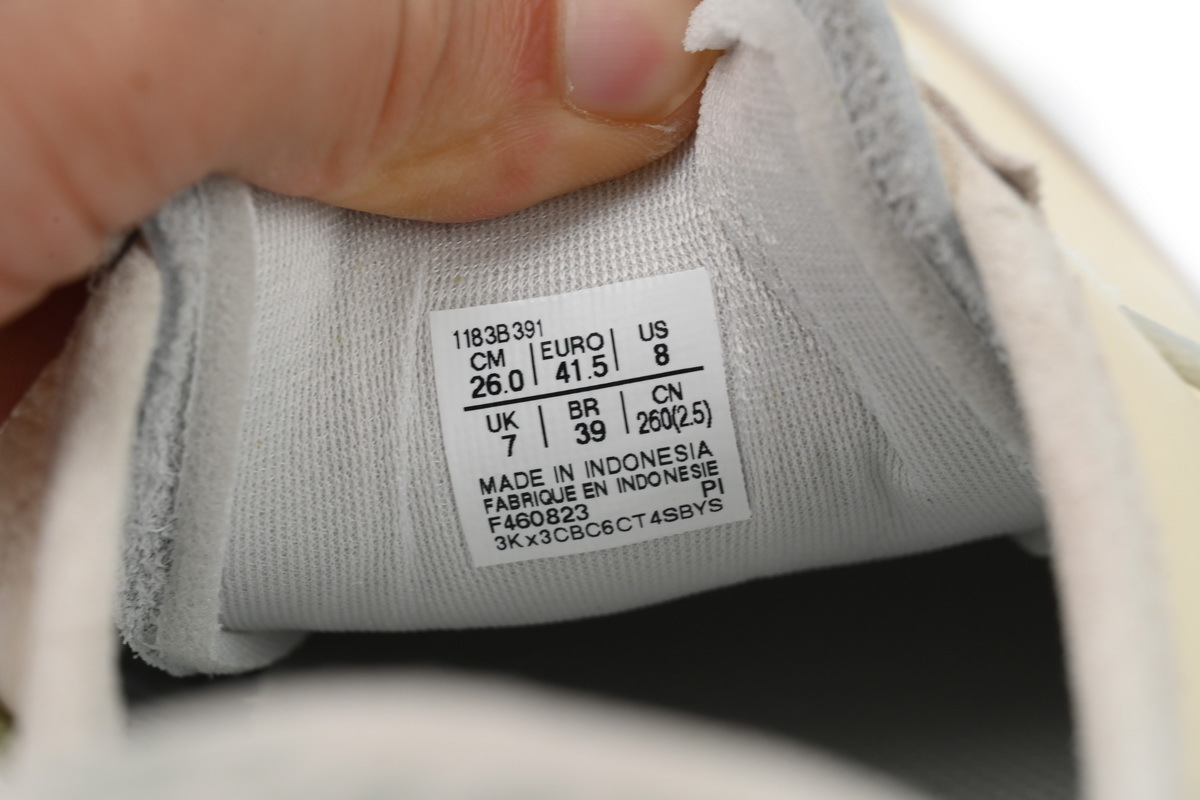 1183B391
CM | EURO | US
26.0 | 41.5 | 8
UK | BR | CN
7 | 39 | 260(2.5)
MADE IN INDONESIA
FABRIQUE EN INDONESIE
F460823 PI
3Kx3CBC6CT4SBYS